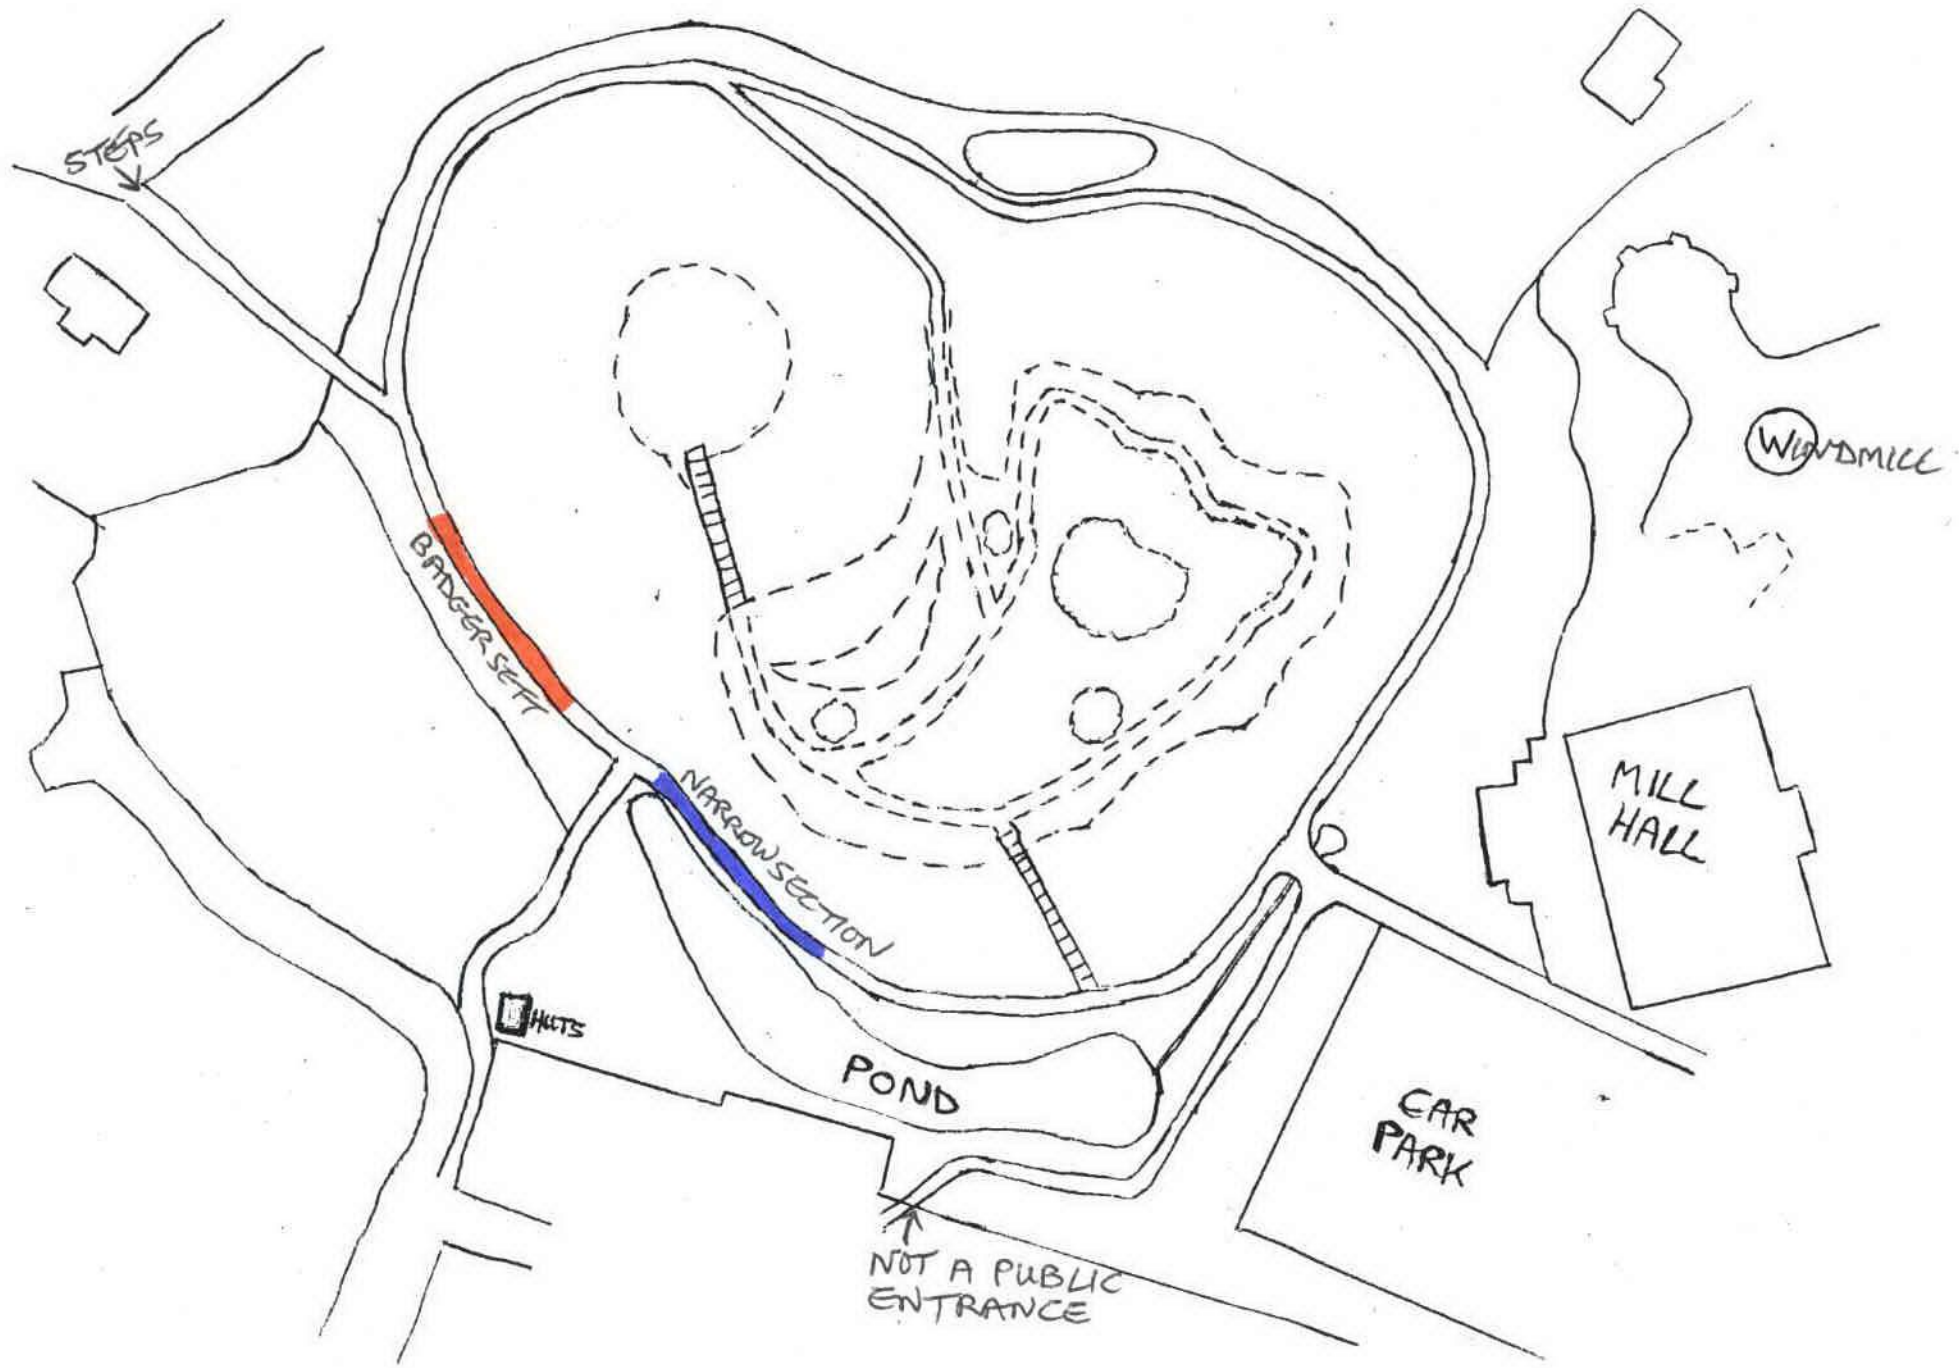 STEPS
WINDMILL
BADGER SETT
NARROW SECTION
MILL
HALL
HUTS
POND
CAR
PARK
NOT A PUBLIC
ENTRANCE